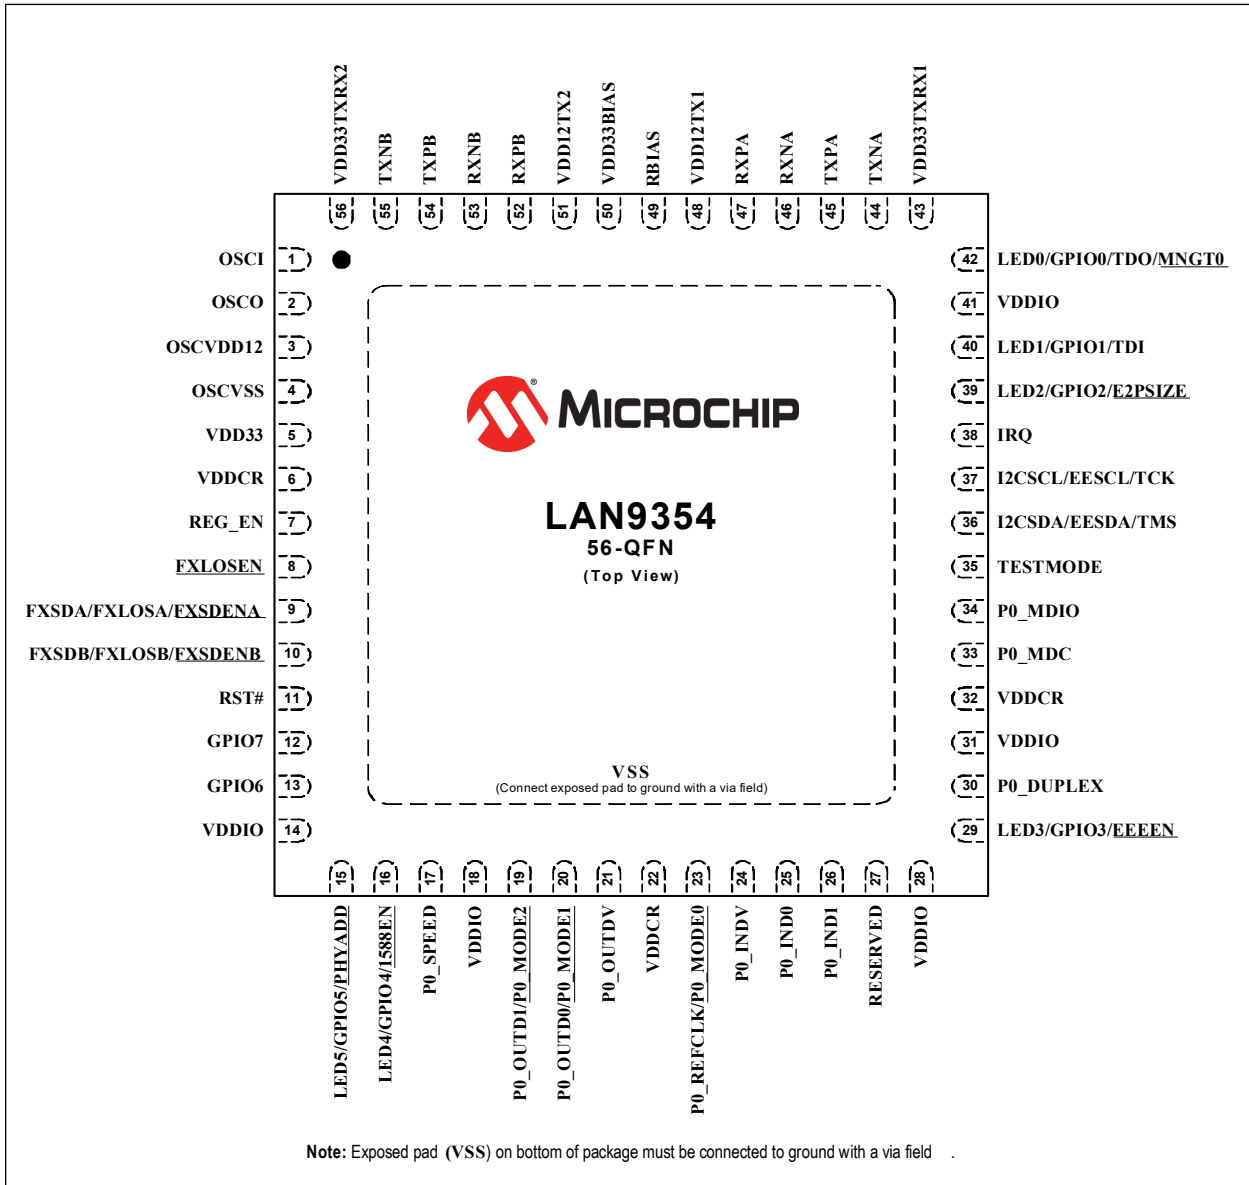 VDD33TXRX2
TXNB
TXPB
RXNB
RXPB
VDD12TX2
VDD33BIAS
RBIAS
VDD12TX1
RXPA
RXNA
TXPA
TXNA
VDD33TXRX1
56
55
54
53
52
51
50
49
48
47
46
45
44
43
OSCI 1
OSCO 2
OSCVDD12 3
OSCVSS 4
VDD33 5
VDDCR 6
REG_EN 7
FXLOSEN 8
FXSDA/FXLOSA/FXSDENA 9
FXSDB/FXLOSB/FXSDENB 10
RST# 11
GPIO7 12
GPIO6 13
VDDIO 14
42 LED0/GPIO0/TDO/MNGT0
41 VDDIO
40 LED1/GPIO1/TDI
39 LED2/GPIO2/E2PSIZE
38 IRQ
37 I2CSCL/EESCL/TCK
36 I2CSDA/EESDA/TMS
35 TESTMODE
34 P0_MDIO
33 P0_MDC
32 VDDCR
31 VDDIO
30 P0_DUPLEX
29 LED3/GPIO3/EEEEN
® MICROCHIP
LAN9354
56-QFN
(Top View)
VSS
(Connect exposed pad to ground with a via field)
15
16
17
18
19
20
21
22
23
24
25
26
27
28
LED5/GPIO5/PHYADD
LED4/GPIO4/1588EN
P0_SPEED
VDDIO
P0_OUTD1/P0_MODE2
P0_OUTD0/P0_MODE1
P0_OUTDV
VDDCR
P0_REFCLK/P0_MODE0
P0_INDV
P0_IND0
P0_IND1
RESERVED
VDDIO
Note: Exposed pad (VSS) on bottom of package must be connected to ground with a via field .